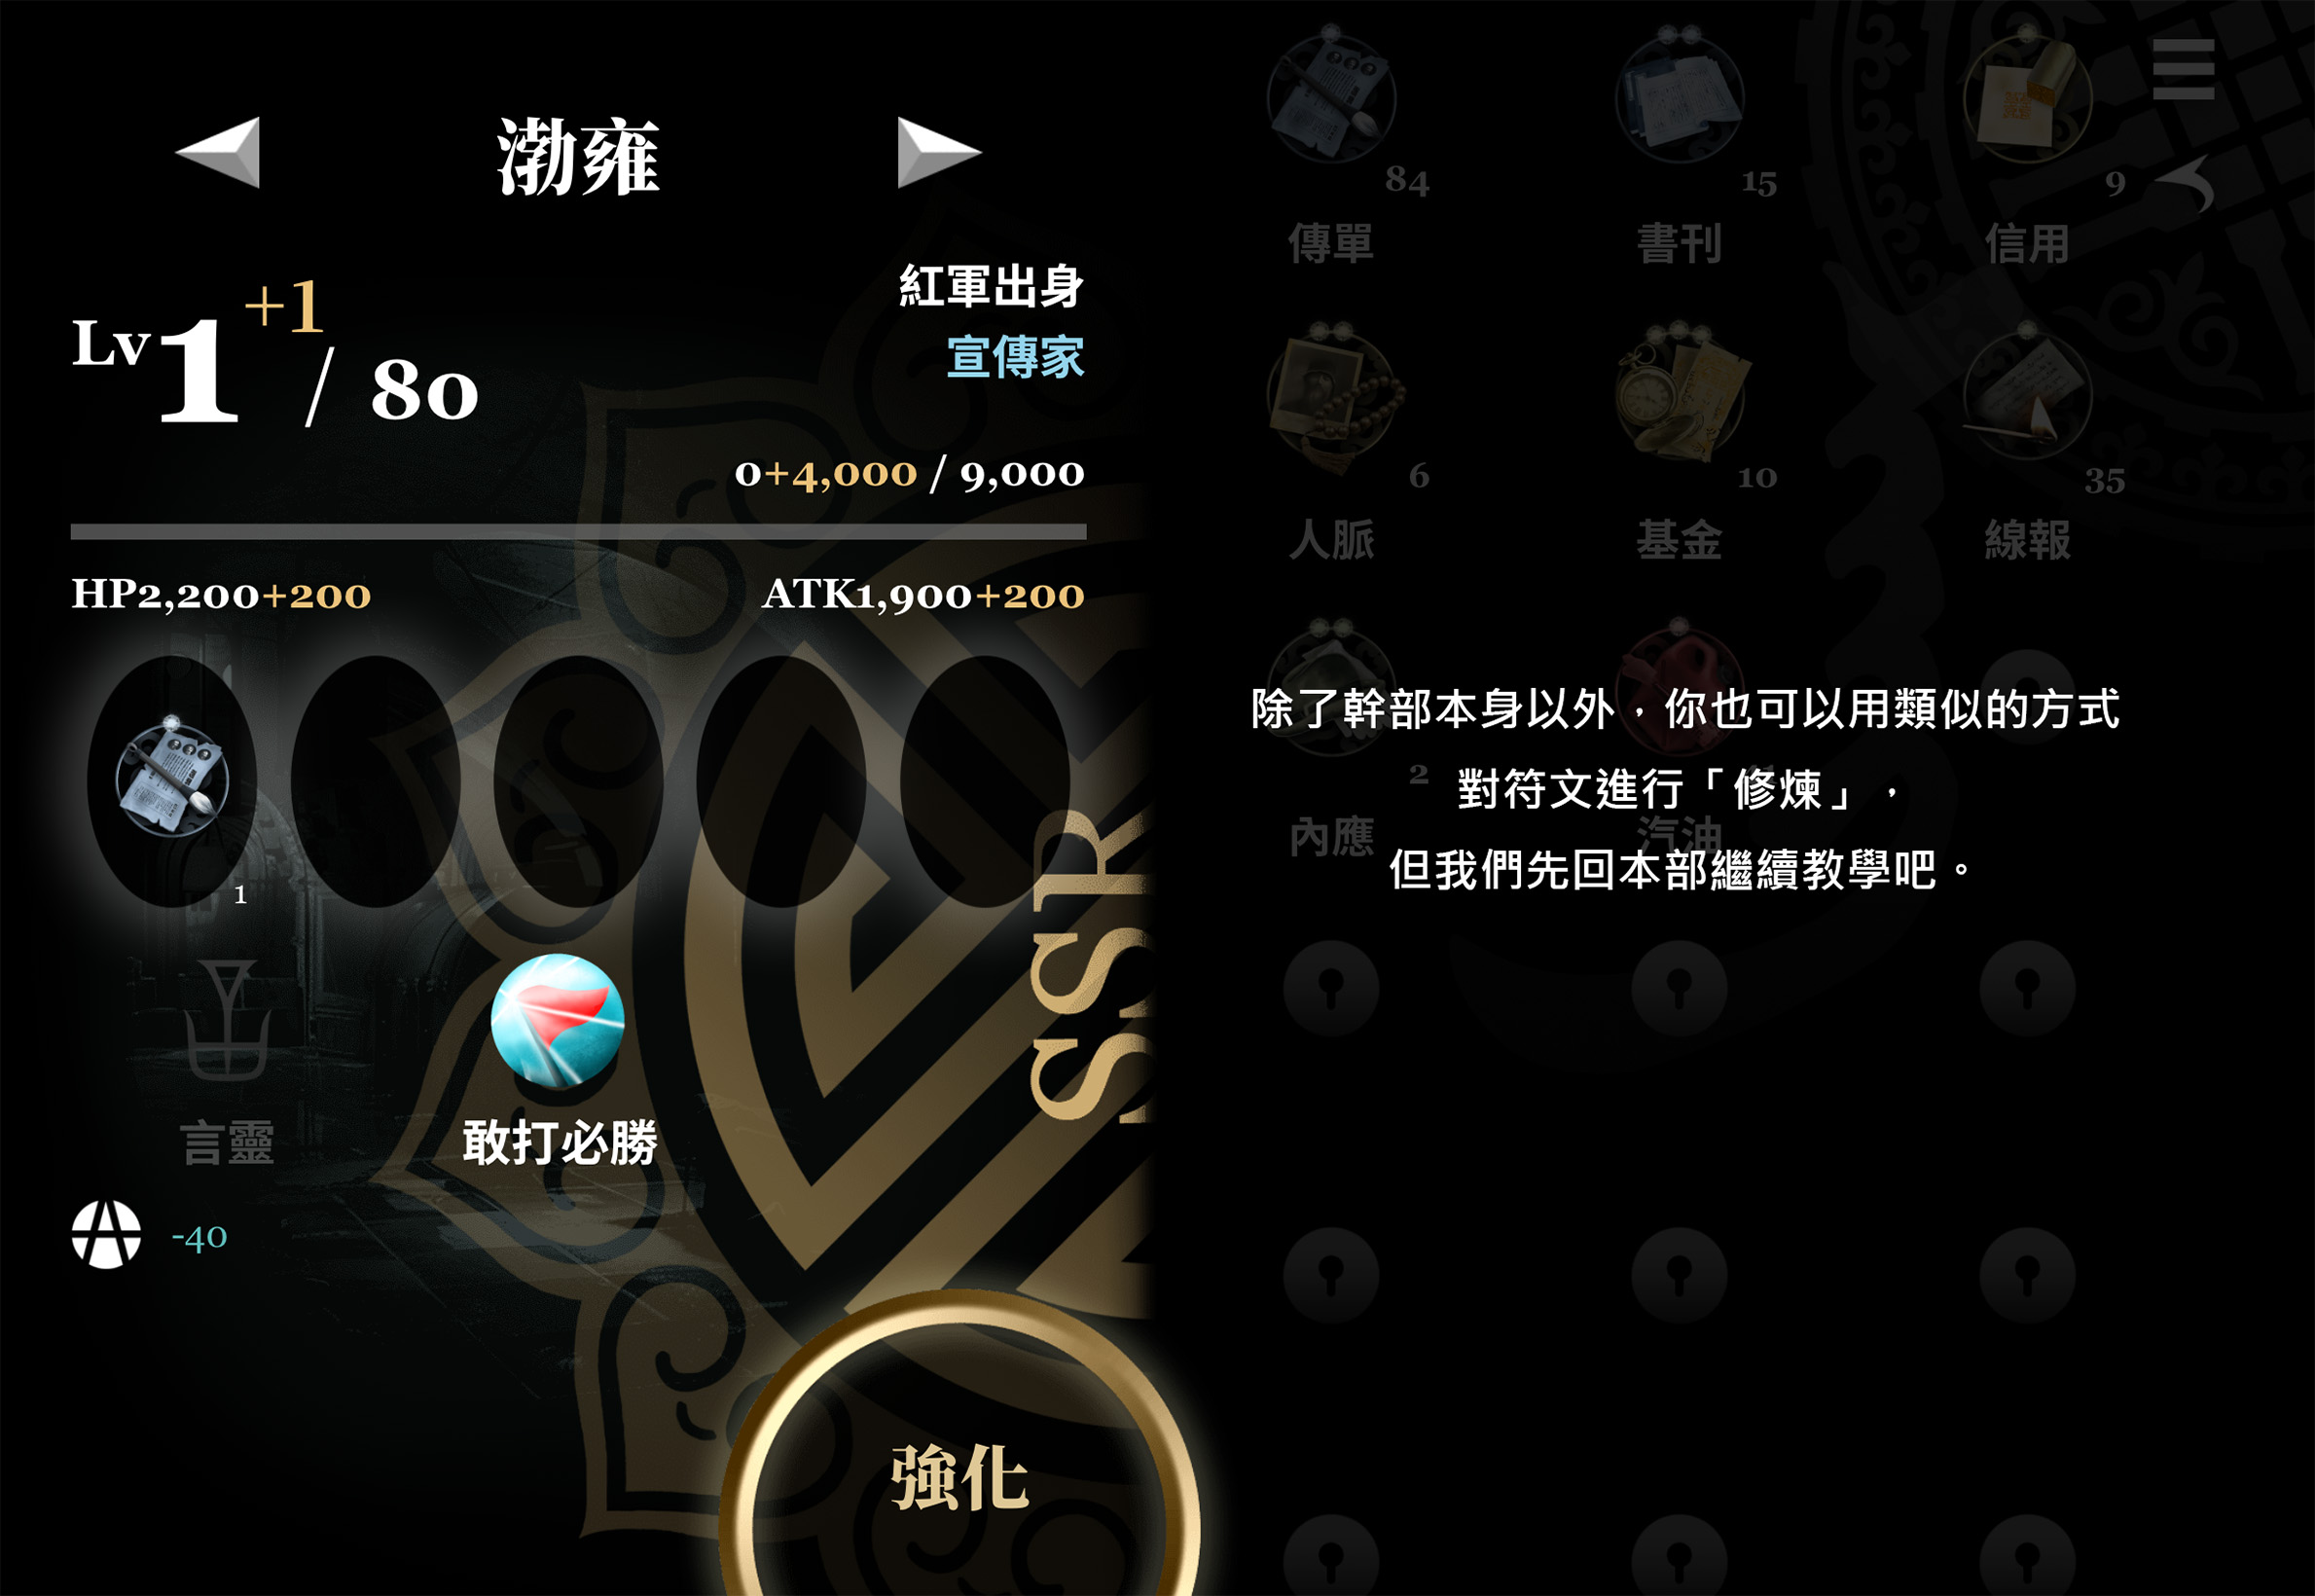 渤雍
Lv1+1 / 80
紅軍出身
宣傳家
0+4,000 / 9,000
HP2,200+200
ATK1,900+200
1
SSR
言靈
敢打必勝
-40
強化
84
15
9
傳單
書刊
信用
6
10
35
人脈
基金
線報
除了幹部本身以外，你也可以用類似的方式
對符文進行「修煉」，
但我們先回本部繼續教學吧。
2
內應
汽油